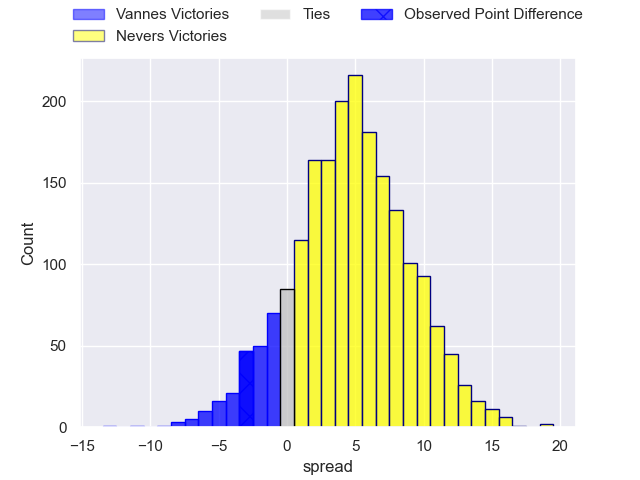 Vannes Victories
Ties
Observed Point Difference
Nevers Victories
Count
200
150
100
50
0
−15
−10
−5
0
5
10
15
20
spread